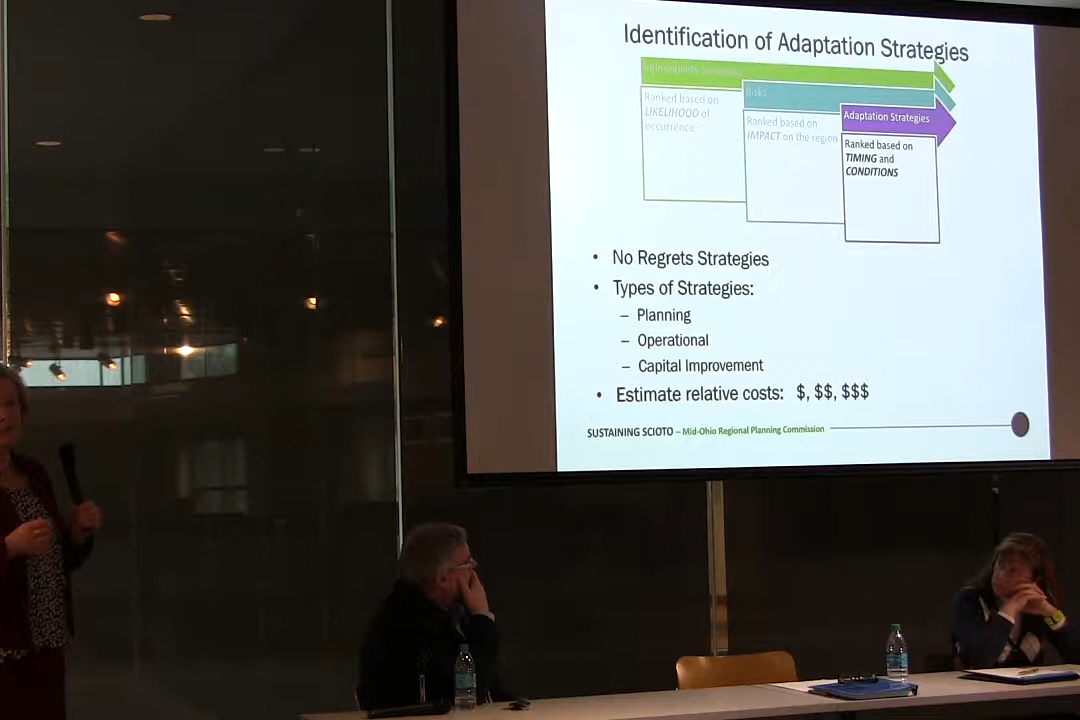 Identification of Adaptation Strategies
Vulnerability
Ranked based on
LIKELIHOOD of
occurrence
Risks
Ranked based on
IMPACT on the region
Adaptation Strategies
Ranked based on
TIMING and
CONDITIONS
• No Regrets Strategies
• Types of Strategies:
– Planning
– Operational
– Capital Improvement
• Estimate relative costs: $, $$, $$$
SUSTAINING SCIOTO – Mid-Ohio Regional Planning Commission